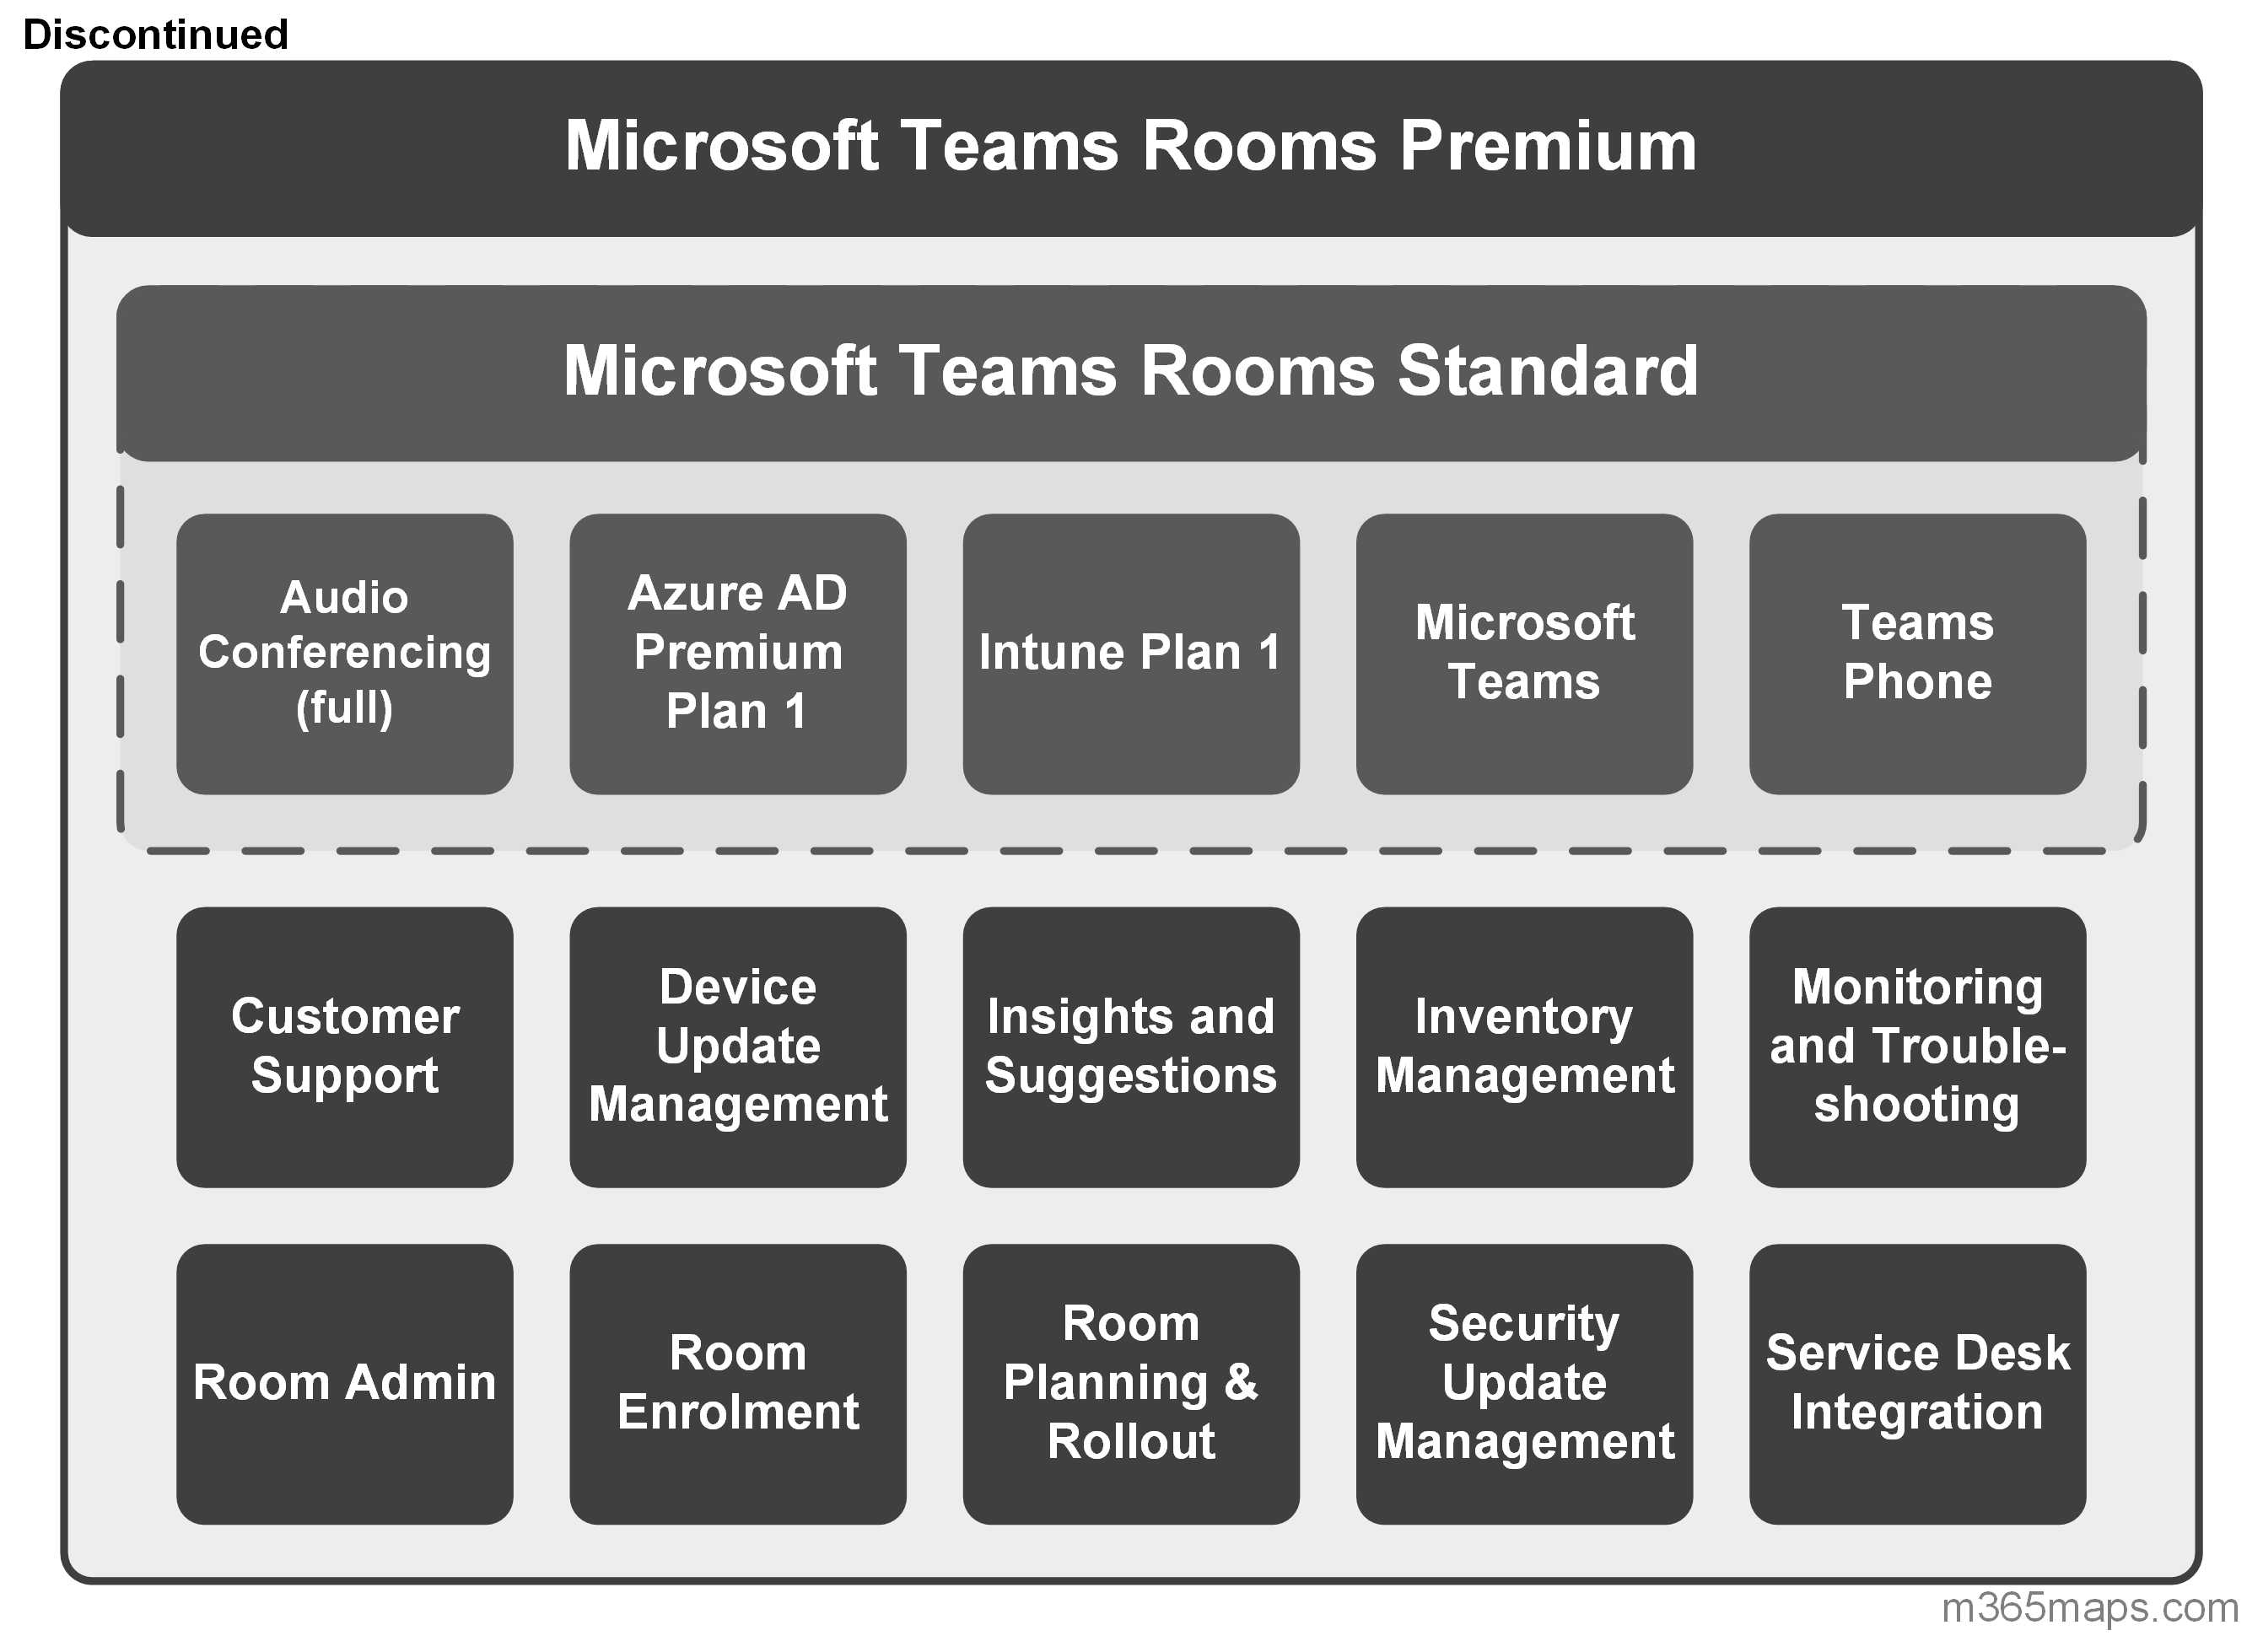 Discontinued
Microsoft Teams Rooms Premium
Microsoft Teams Rooms Standard
Audio
Conferencing
(full)
Azure AD
Premium
Plan 1
Intune Plan 1
Microsoft
Teams
Teams
Phone
Customer
Support
Device
Update
Management
Insights and
Suggestions
Inventory
Management
Monitoring
and Trouble-
shooting
Room Admin
Room
Enrolment
Room
Planning &
Rollout
Security
Update
Management
Service Desk
Integration
m365maps.com